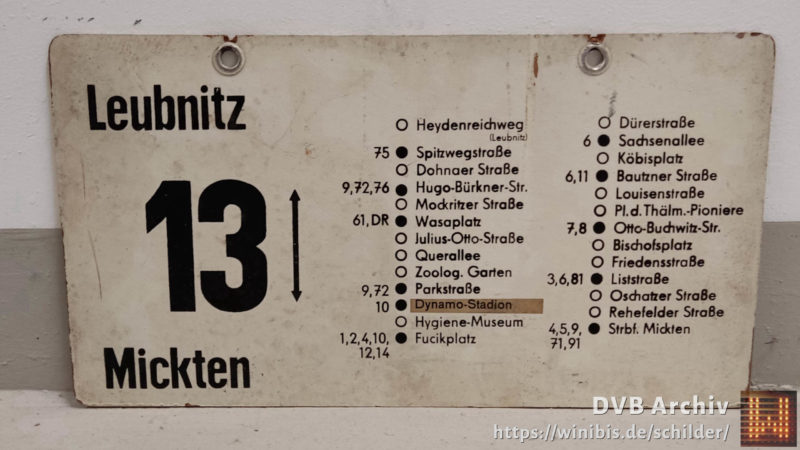 Leubnitz
13
Mickten
Heydenreichweg
(Leubnitz)
75 Spitzwegstraße
Dohnaer Straße
9,72,76 Hugo-Bürkner-Str.
Mockritzer Straße
61,DR Wasaplatz
Julius-Otto-Straße
Querallee
Zoolog. Garten
9,72 Parkstraße
10 Dynamo-Stadion
Hygiene-Museum
1,2,4,10, Fucikplatz
12,14
Dürerstraße
6 Sachsenallee
Köbisplatz
6,11 Bautzner Straße
Louisenstraße
Pl.d.Thälm.-Pioniere
7,8 Otto-Buchwitz-Str.
Bischofsplatz
Friedensstraße
3,6,81 Liststraße
Oschatzer Straße
Rehefelder Straße
4,5,9, Strbf. Mickten
71,91
DVB Archiv
https://winibis.de/schilder/